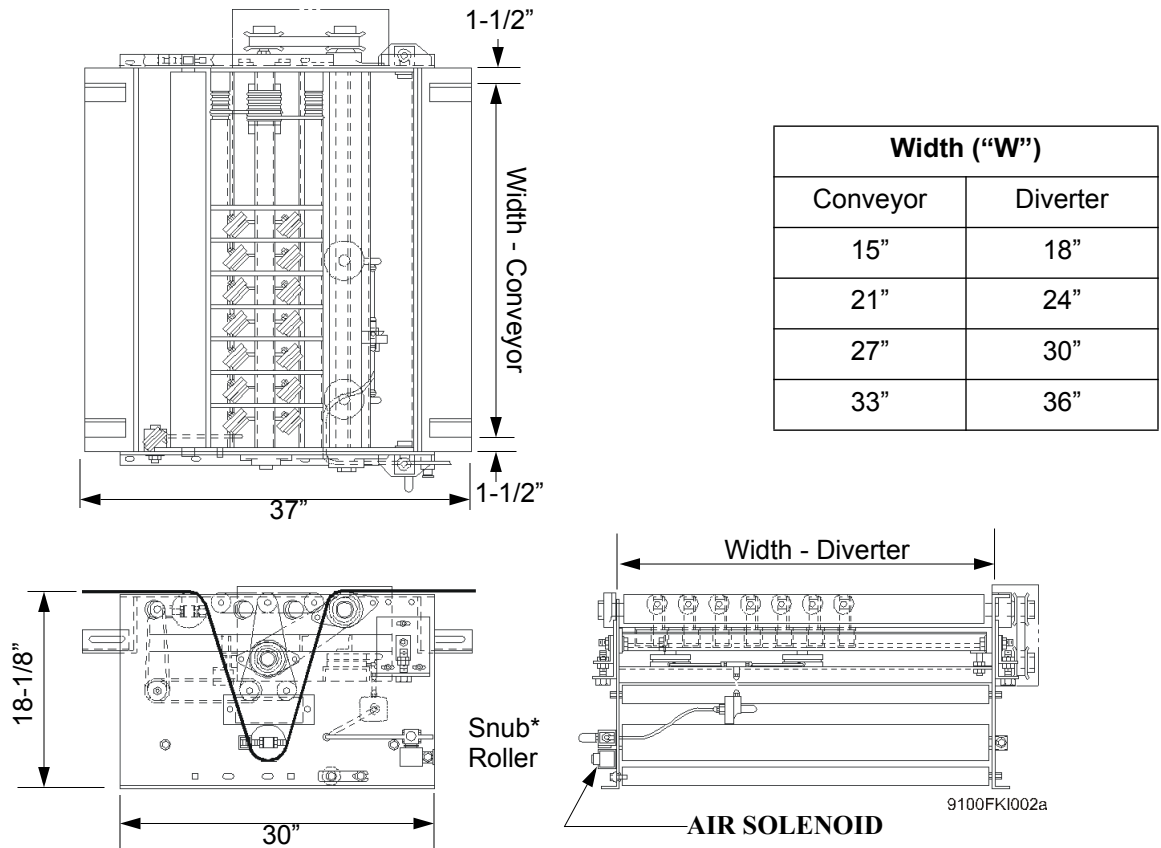 1-1/2”
Width - Conveyor
1-1/2”
37”
Width (“W”)
Conveyor Diverter
15” 18”
21” 24”
27” 30”
33” 36”
18-1/8”
Snub*
Roller
30”
Width - Diverter
9100FKI002a
AIR SOLENOID